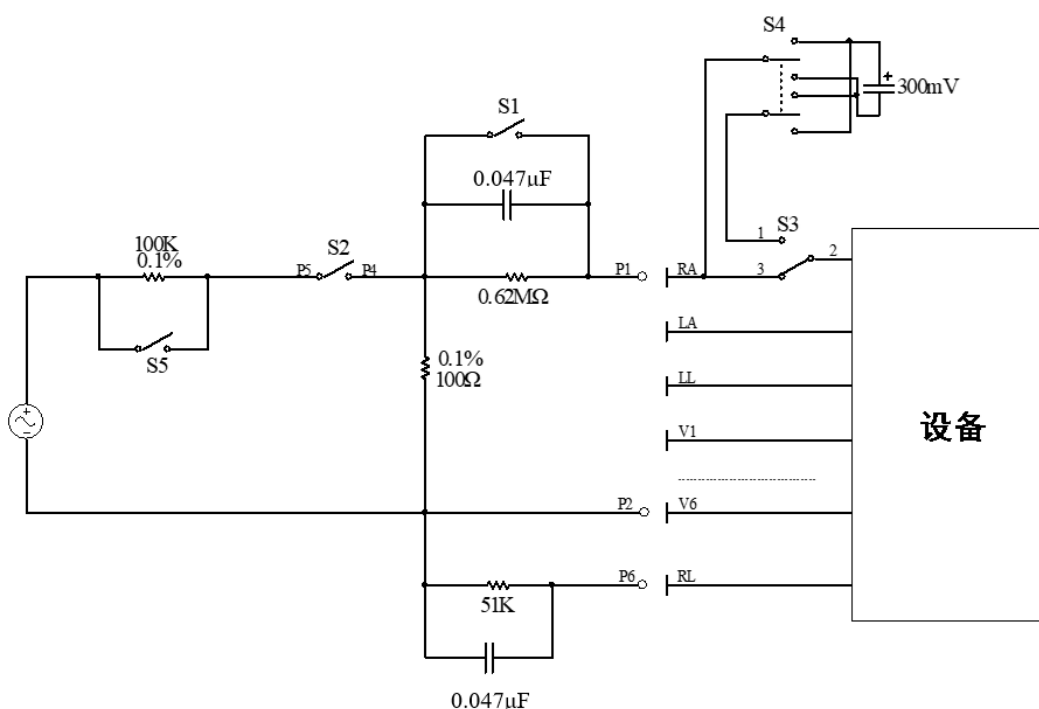 S4
+
300mV
S1
0.047μF
100K
0.1%
P5
S2
P4
0.62MΩ
P1
RA
1
S3
2
3
S5
LA
0.1%
100Ω
LL
V1
设备
P2
V6
P6
RL
51K
0.047μF